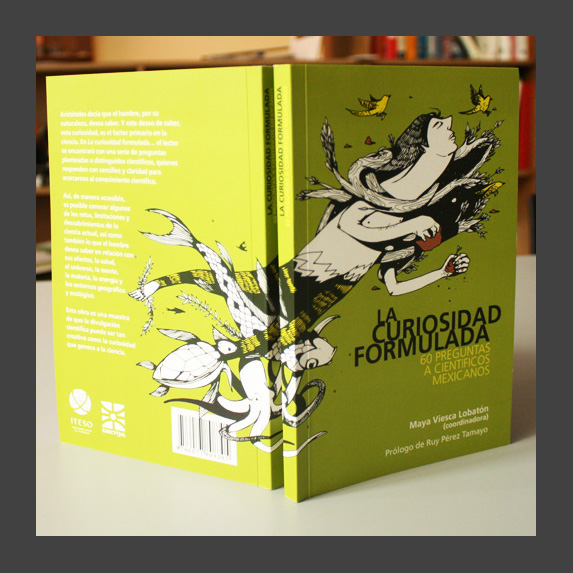 Aristóteles decía que el hombre, por su
naturaleza, desea saber. Y este deseo de saber,
esta curiosidad, es el factor primario en la
ciencia. En La curiosidad formulada... el lector
se encontrará con una serie de preguntas
planteadas a distinguidos científicos, quienes
responden con sencillez y claridad para
acercarnos al conocimiento científico.
Así, de manera accesible,
es posible conocer algunos
de los retos, limitaciones y
descubrimientos de la
ciencia actual, así como
también lo que el hombre
desea saber en relación con
sus afectos, la salud,
el universo, la mente,
la materia, la energía y
los entornos geográfico
y ecológico.
Esta obra es una muestra
de que la divulgación
científica puede ser tan
creativa como la curiosidad
que genera a la ciencia.
ITESO
LA CURIOSIDAD FORMULADA
LA CURIOSIDAD FORMULADA
LA
CURIOSIDAD
FORMULADA
60 PREGUNTAS
A CIENTÍFICOS
MEXICANOS
Maya Viesca Lobatón
(coordinadora)
Prólogo de Ruy Pérez Tamayo